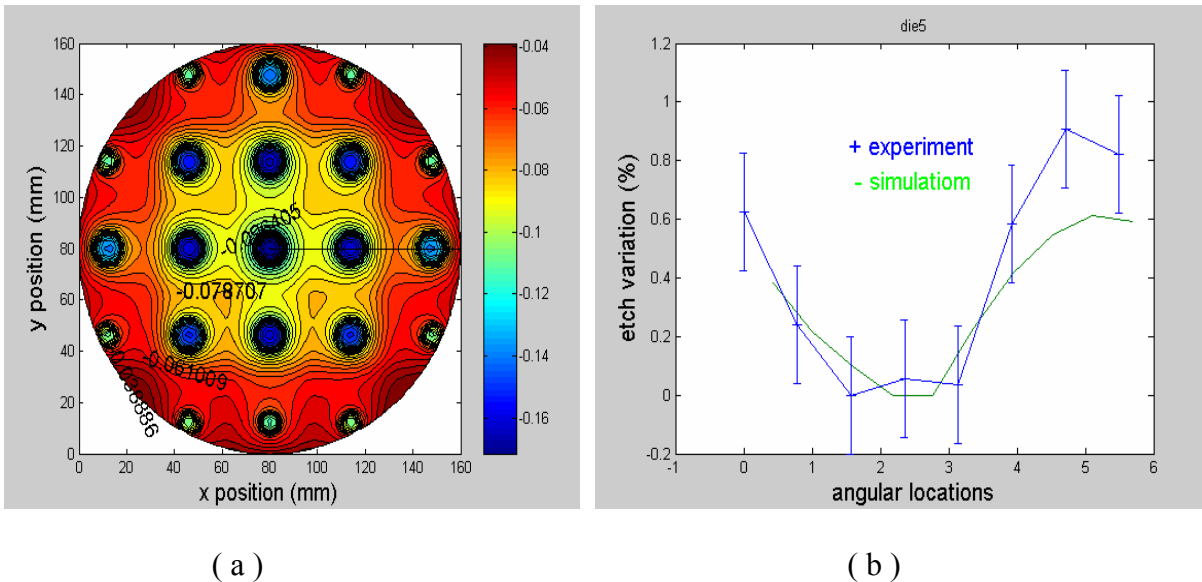 160
140
120
100
80
60
40
20
0
y position (mm)
0 20 40 60 80 100 120 140 160
x position (mm)
-0.078707
-0.061009
-0.04
-0.06
-0.08
-0.1
-0.12
-0.14
-0.16
( a )
die5
1.2
1
0.8
0.6
0.4
0.2
0
-0.2
etch variation (%)
+ experiment
- simulatiom
-1 0 1 2 3 4 5 6
angular locations
( b )